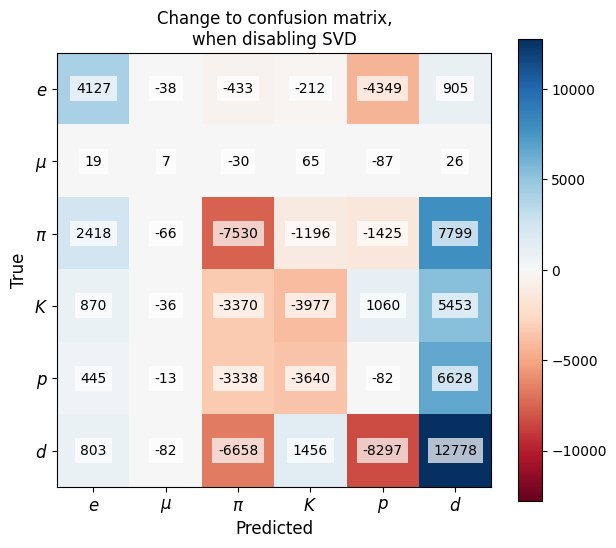 Change to confusion matrix,
when disabling SVD
True
e 4127 -38 -433 -212 -4349 905
μ 19 7 -30 65 -87 26
π 2418 -66 -7530 -1196 -1425 7799
K 870 -36 -3370 -3977 1060 5453
p 445 -13 -3338 -3640 -82 6628
d 803 -82 -6658 1456 -8297 12778
e μ π K p d
Predicted
10000
5000
0
−5000
−10000